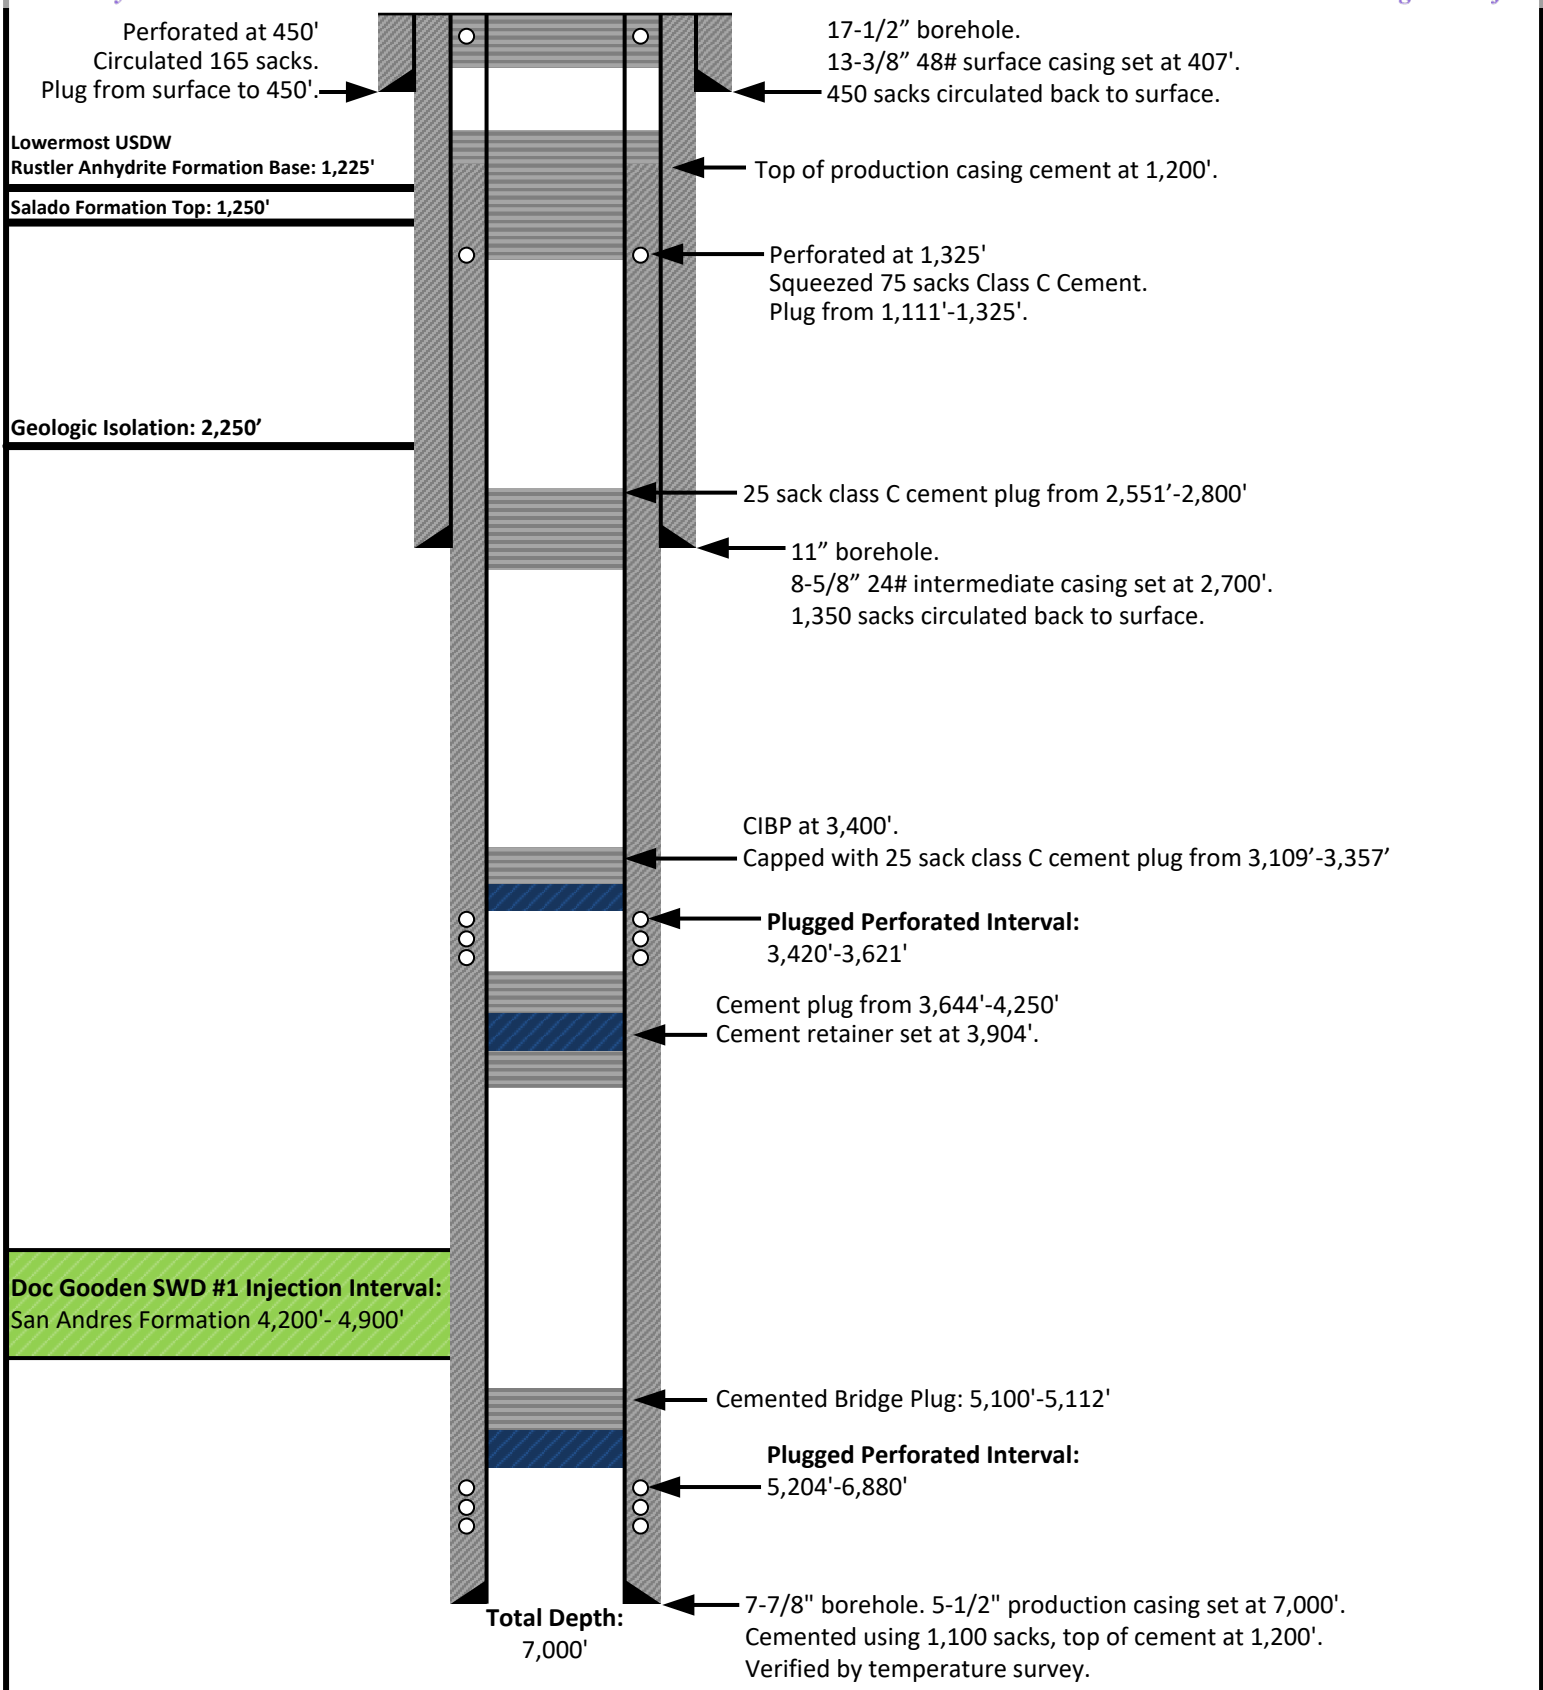 Perforated at 450'
Circulated 165 sacks.
Plug from surface to 450'.
17-1/2” borehole.
13-3/8” 48# surface casing set at 407'.
450 sacks circulated back to surface.
Lowermost USDW
Rustler Anhydrite Formation Base: 1,225'
Top of production casing cement at 1,200'.
Salado Formation Top: 1,250'
Perforated at 1,325'
Squeezed 75 sacks Class C Cement.
Plug from 1,111'-1,325'.
Geologic Isolation: 2,250’
25 sack class C cement plug from 2,551’-2,800'
11” borehole.
8-5/8” 24# intermediate casing set at 2,700'.
1,350 sacks circulated back to surface.
CIBP at 3,400'.
Capped with 25 sack class C cement plug from 3,109’-3,357’
Plugged Perforated Interval:
3,420'-3,621'
Cement plug from 3,644'-4,250'
Cement retainer set at 3,904'.
Doc Gooden SWD #1 Injection Interval:
San Andres Formation 4,200'- 4,900'
Cemented Bridge Plug: 5,100'-5,112'
Plugged Perforated Interval:
5,204'-6,880'
Total Depth:
7,000'
7-7/8" borehole. 5-1/2" production casing set at 7,000'.
Cemented using 1,100 sacks, top of cement at 1,200'.
Verified by temperature survey.